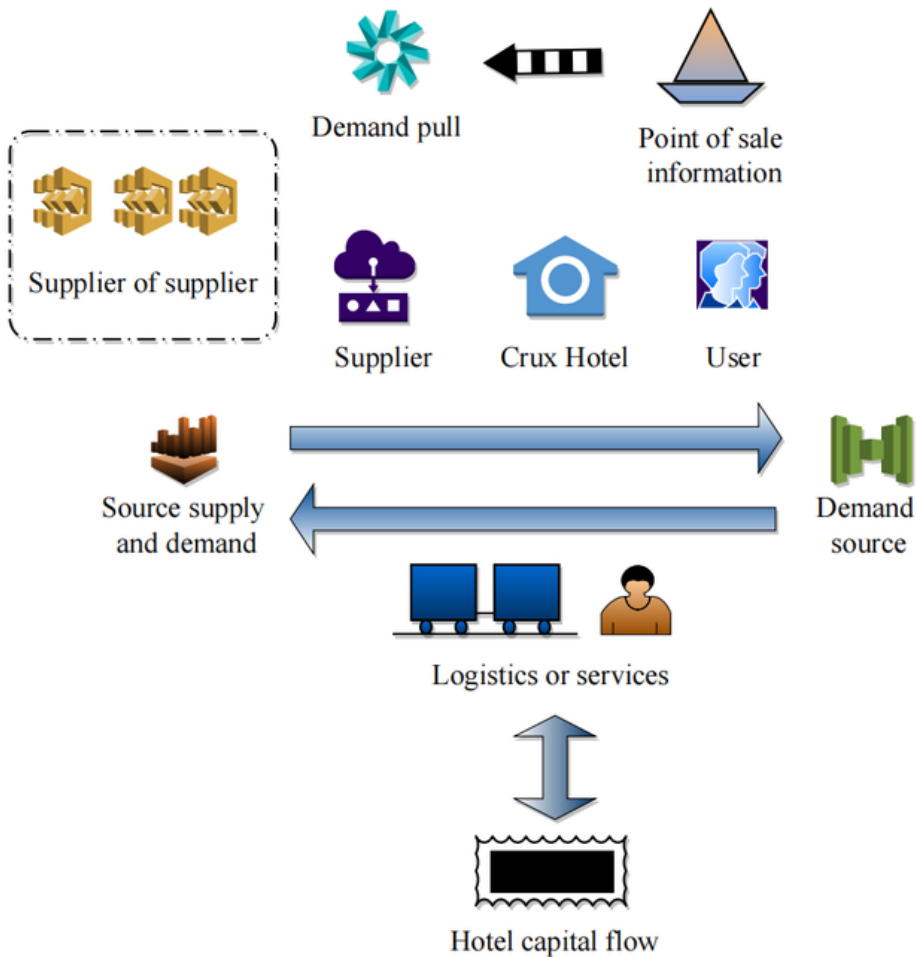 Demand pull
Point of sale
information
Supplier of supplier
Supplier
Crux Hotel
User
Source supply
and demand
Demand
source
Logistics or services
Hotel capital flow